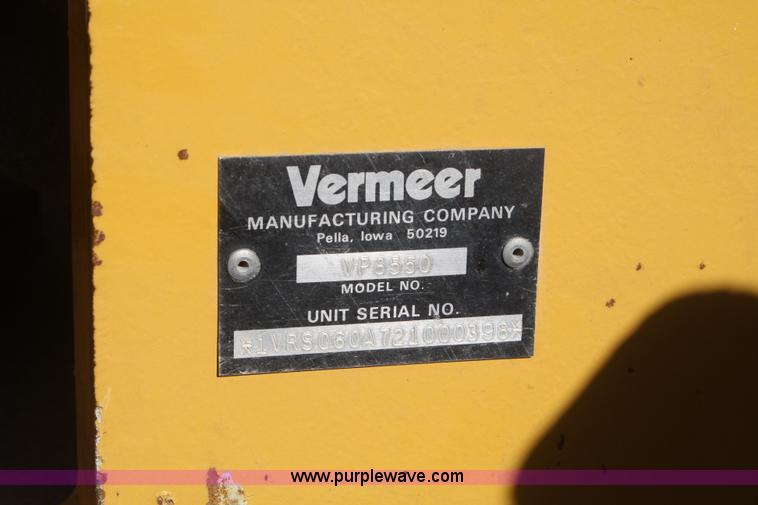 Vermeer
MANUFACTURING COMPANY
Pella, Iowa 50219
VP8550
MODEL NO.
UNIT SERIAL NO.
*1VRS060A721000398*
www.purplewave.com